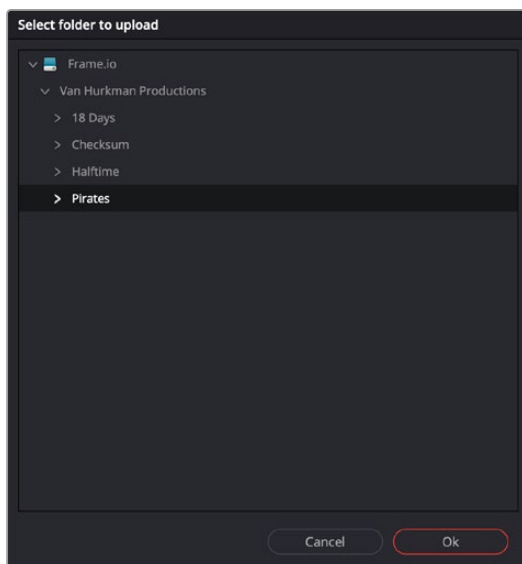 Select folder to upload
Frame.io
Van Hurkman Productions
18 Days
Checksum
Halftime
Pirates
Cancel
Ok